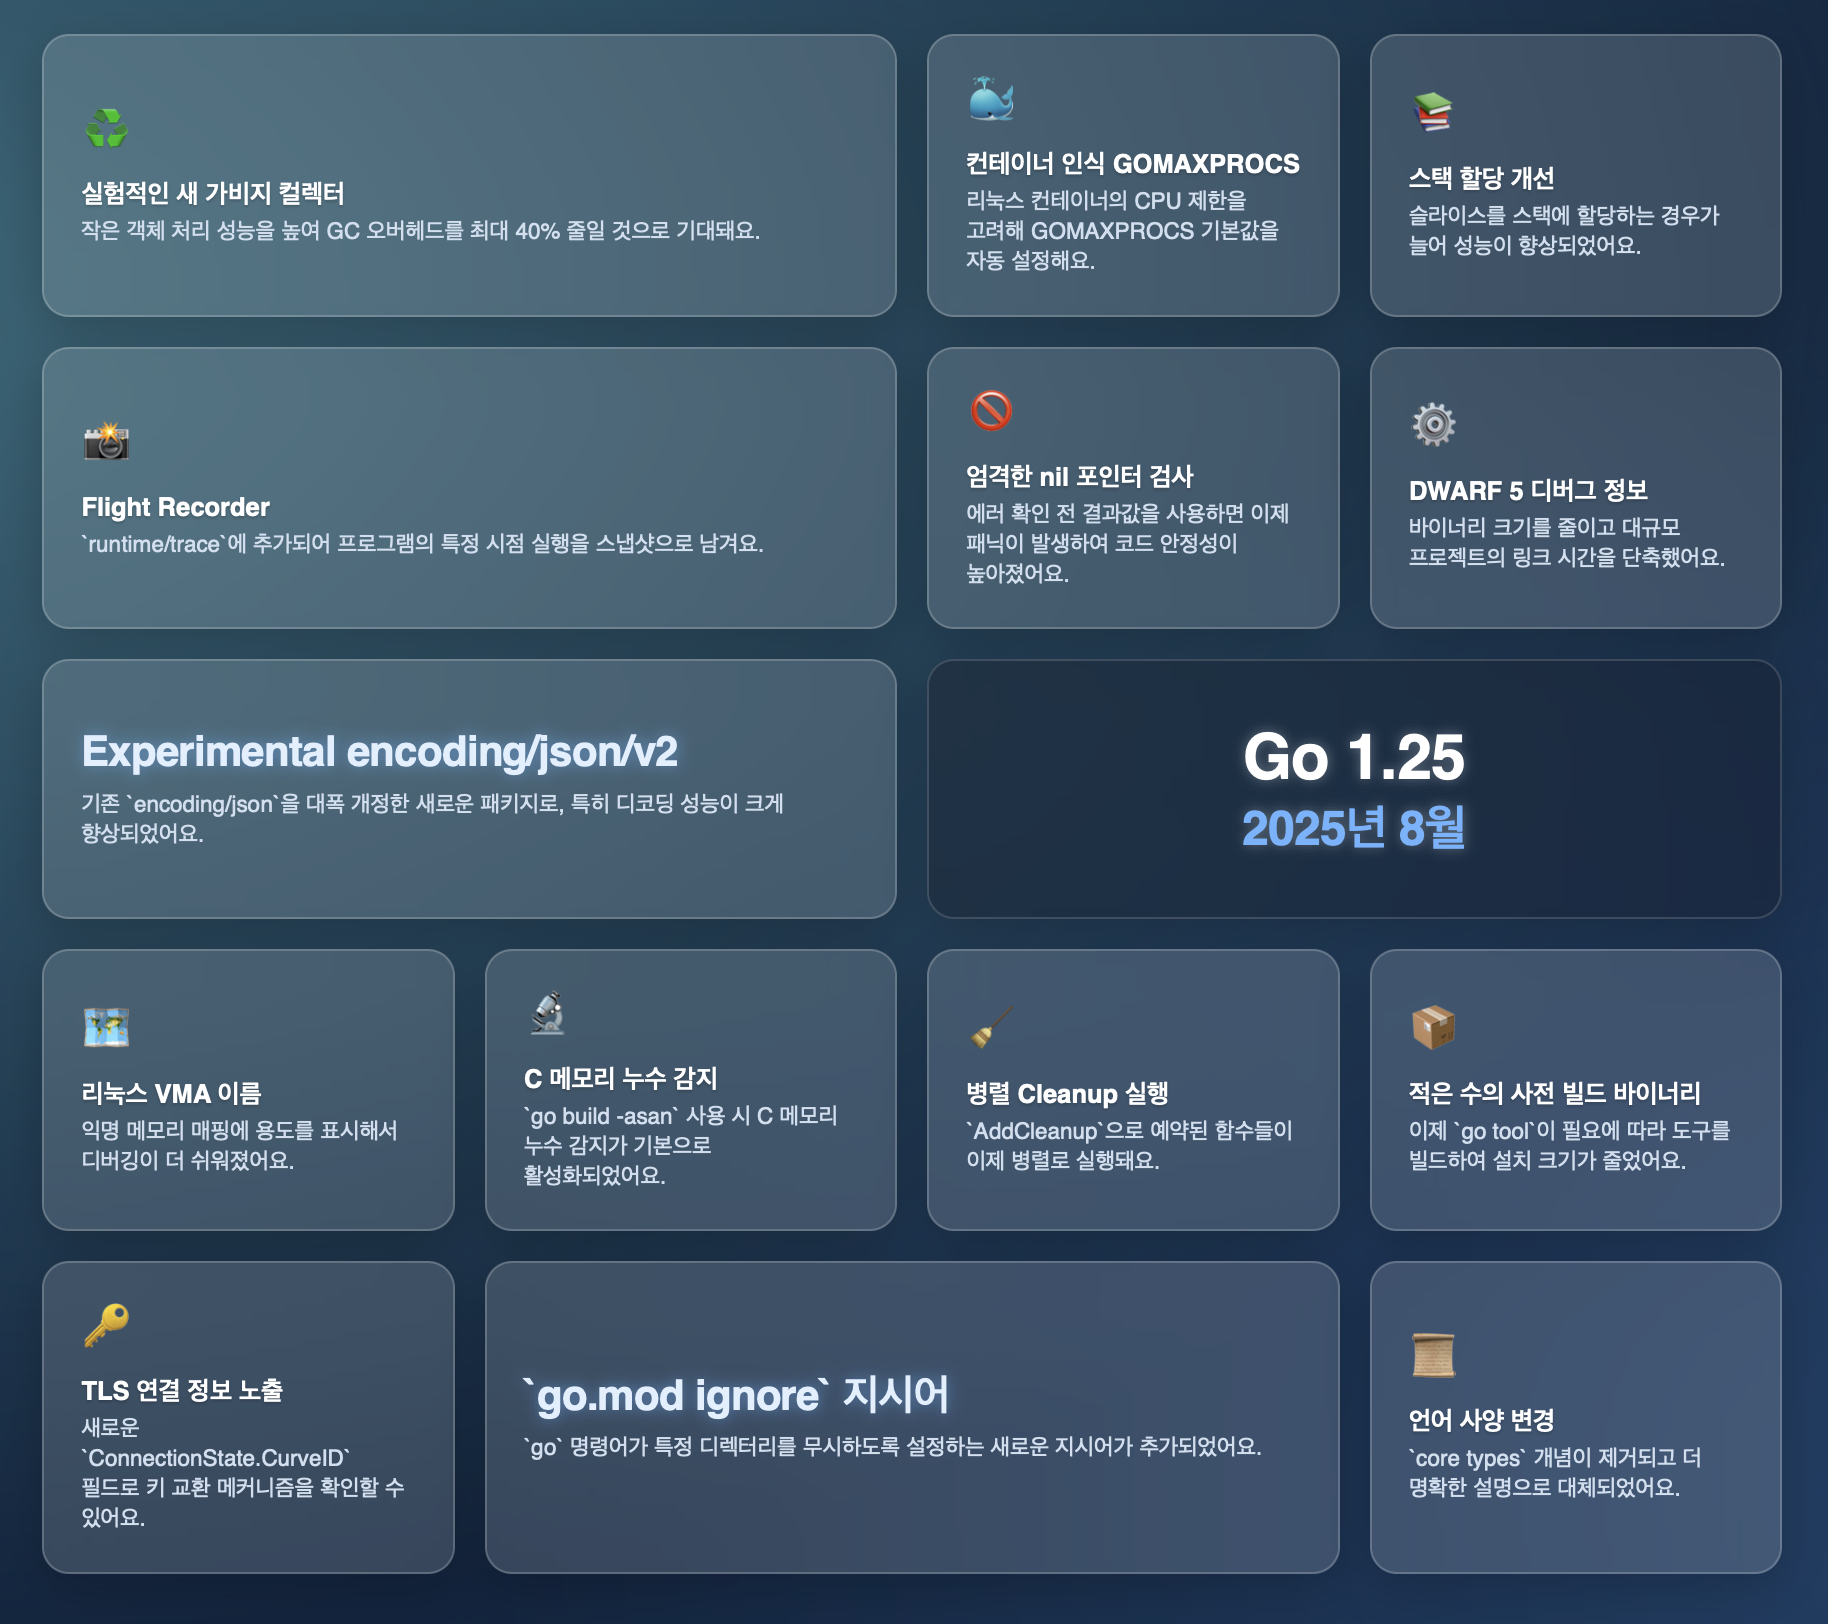 실험적인 새 가비지 컬렉터
작은 객체 처리 성능을 높여 GC 오버헤드를 최대 40% 줄일 것으로 기대돼요.
컨테이너 인식 GOMAXPROCS
리눅스 컨테이너의 CPU 제한을
고려해 GOMAXPROCS 기본값을
자동 설정해요.
스택 할당 개선
슬라이스를 스택에 할당하는 경우가
늘어 성능이 향상되었어요.
Flight Recorder
`runtime/trace`에 추가되어 프로그램의 특정 시점 실행을 스냅샷으로 남겨요.
엄격한 nil 포인터 검사
에러 확인 전 결과값을 사용하면 이제
패닉이 발생하여 코드 안정성이
높아졌어요.
DWARF 5 디버그 정보
바이너리 크기를 줄이고 대규모
프로젝트의 링크 시간을 단축했어요.
Experimental encoding/json/v2
기존 `encoding/json`을 대폭 개정한 새로운 패키지로, 특히 디코딩 성능이 크게
향상되었어요.
Go 1.25
2025년 8월
리눅스 VMA 이름
익명 메모리 매핑에 용도를 표시해서
디버깅이 더 쉬워졌어요.
C 메모리 누수 감지
`go build -asan` 사용 시 C 메모리
누수 감지가 기본으로
활성화되었어요.
병렬 Cleanup 실행
`AddCleanup`으로 예약된 함수들이
이제 병렬로 실행돼요.
적은 수의 사전 빌드 바이너리
이제 `go tool`이 필요에 따라 도구를
빌드하여 설치 크기가 줄었어요.
TLS 연결 정보 노출
새로운
`ConnectionState.CurveID`
필드로 키 교환 메커니즘을 확인할 수
있어요.
`go.mod ignore` 지시어
`go` 명령어가 특정 디렉터리를 무시하도록 설정하는 새로운 지시어가 추가되었어요.
언어 사양 변경
`core types` 개념이 제거되고 더
명확한 설명으로 대체되었어요.